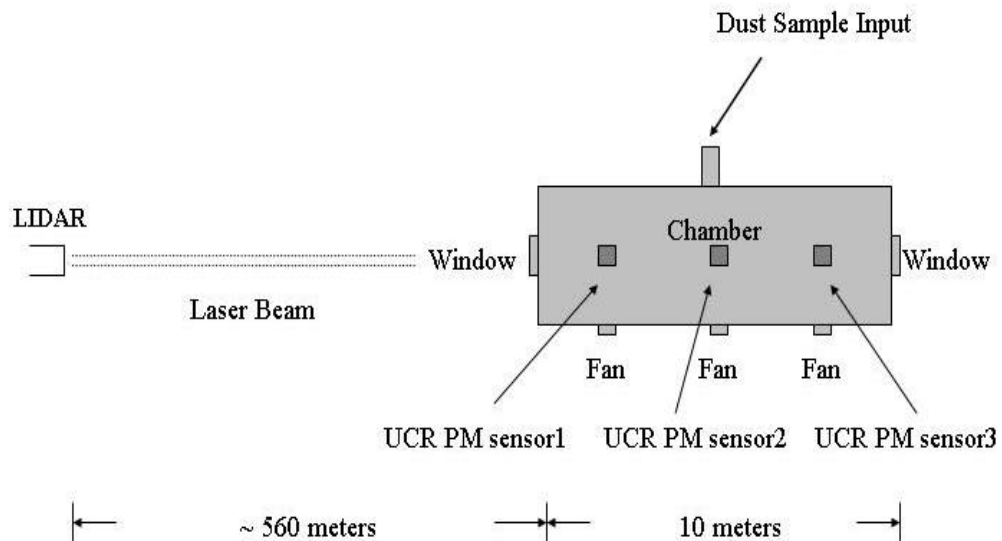 Dust Sample Input
LIDAR
Chamber
Window
Window
Laser Beam
Fan
Fan
Fan
UCR PM sensor1
UCR PM sensor2
UCR PM sensor3
~ 560 meters
10 meters